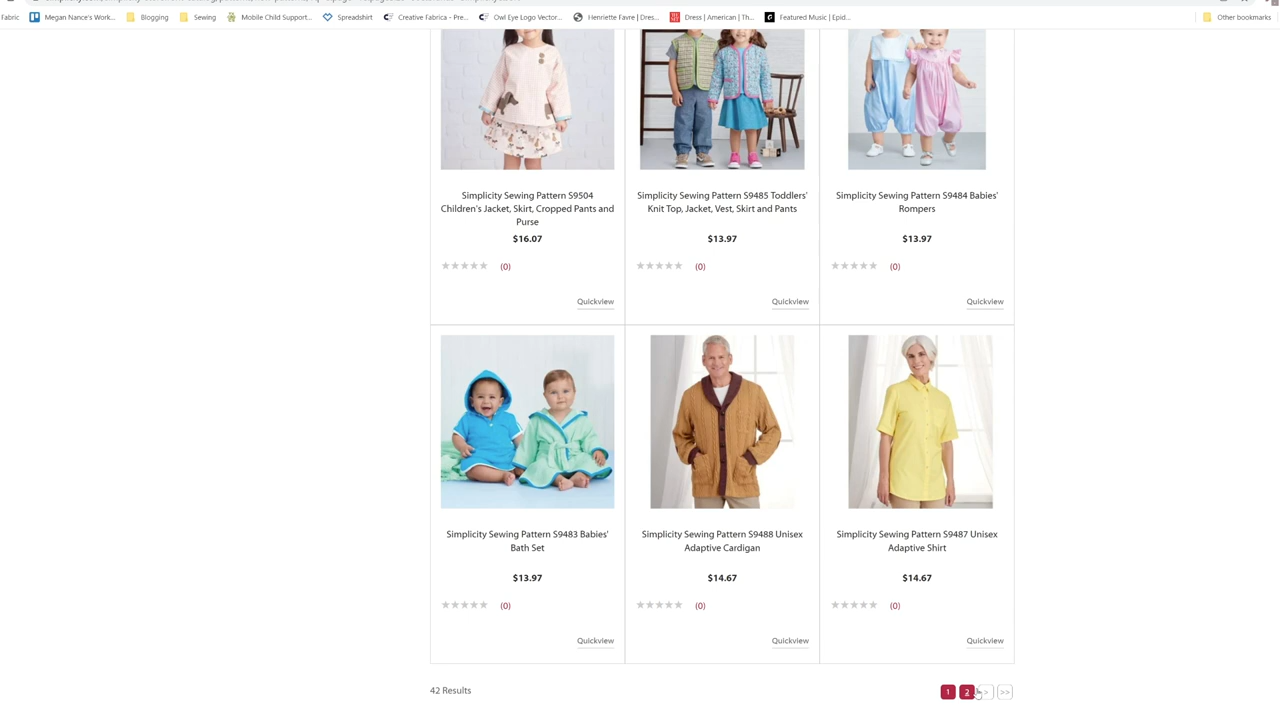 Fabric
Megan Nance's Work...
Blogging
Sewing
Mobile Child Support...
Spreadshirt
Creative Fabrica - Pre...
Owl Eye Logo Vector...
Henriette Favre | Dres...
Dress | American | Th...
Featured Music | Epid...
Other bookmarks
Simplicity Sewing Pattern S9504
Children's Jacket, Skirt, Cropped Pants and
Purse
$16.07
(0)
Quickview
Simplicity Sewing Pattern S9485 Toddlers'
Knit Top, Jacket, Vest, Skirt and Pants
$13.97
(0)
Quickview
Simplicity Sewing Pattern S9484 Babies'
Rompers
$13.97
(0)
Quickview
Simplicity Sewing Pattern S9483 Babies'
Bath Set
$13.97
(0)
Quickview
Simplicity Sewing Pattern S9488 Unisex
Adaptive Cardigan
$14.67
(0)
Quickview
Simplicity Sewing Pattern S9487 Unisex
Adaptive Shirt
$14.67
(0)
Quickview
42 Results
1 2 > >>